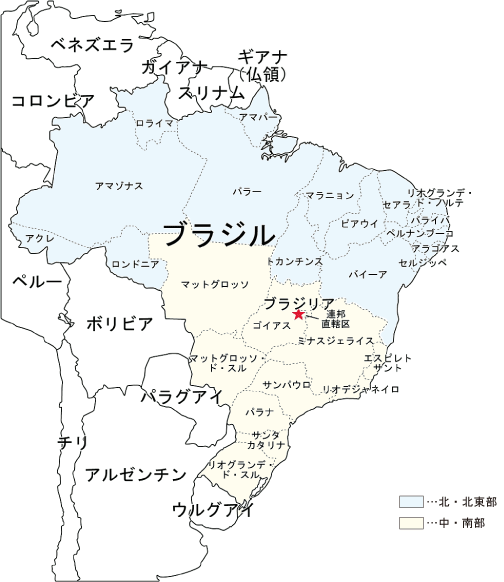 ベネズエラ
ガイアナ
ギアナ
(仏領)
スリナム
コロンビア
ロライマ
アマパー
アマゾナス
パラー
マラニョン
セアラ
リオグランデ・
ド・ノルテ
パライバ
ピアウイ
ペルナンブーコ
アラゴアス
セルジッペ
アクレ
ブラジル
ロンドニア
トカンチンス
バイーア
ペルー
マットグロッソ
ブラジリア
連邦
直轄区
ゴイアス
ボリビア
ミナスジェライス
マットグロッソ・
ド・スル
エスピレト
サント
サンパウロ
リオデジャネイロ
パラグアイ
パラナ
サンタ
カタリナ
チリ
リオグランデ・
ド・スル
アルゼンチン
ウルグアイ
…北・北東部
…中・南部